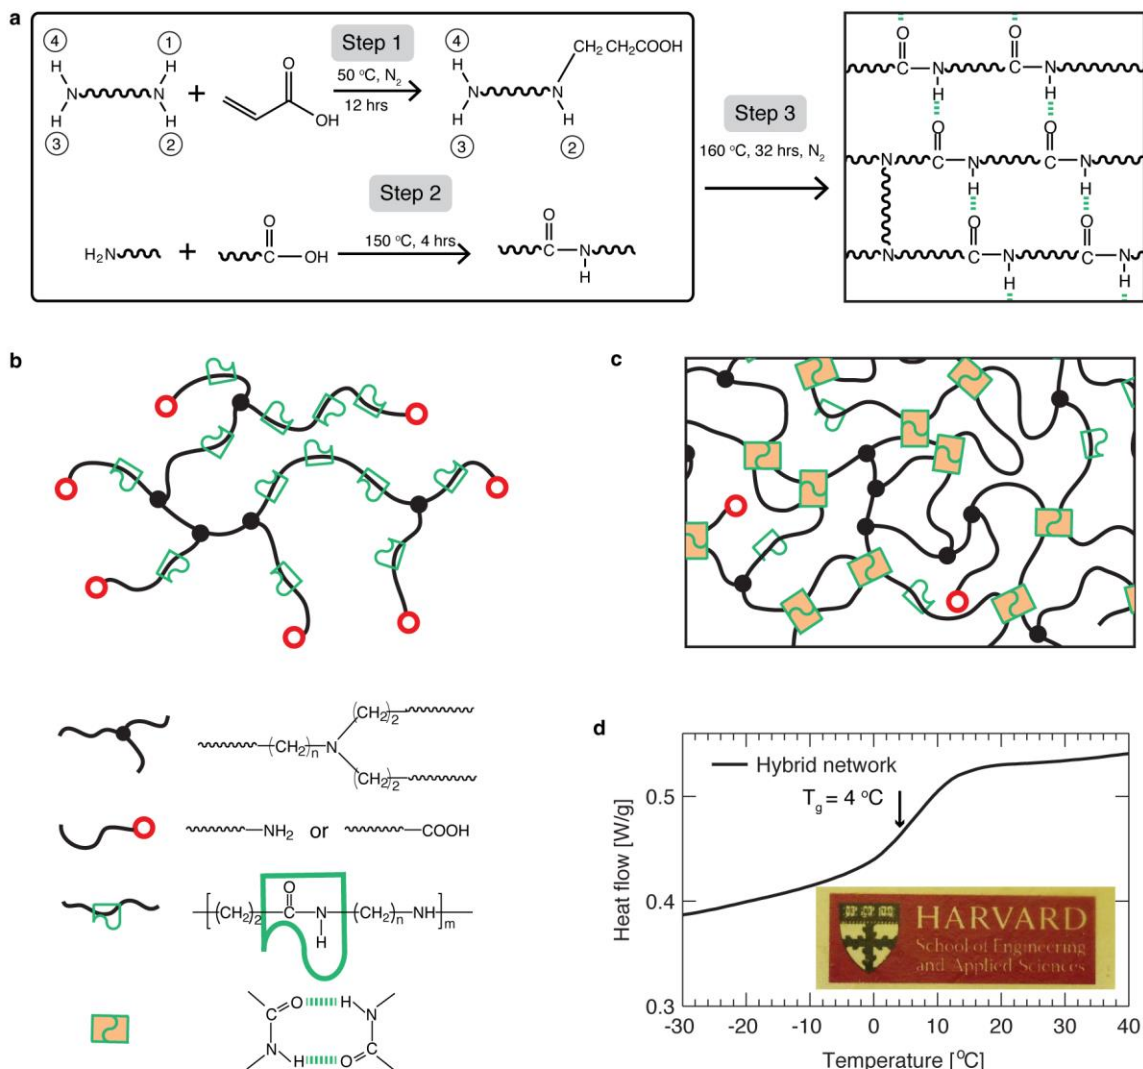 a
④ ① Step 1 CH₂ CH₂COOH ④
H H O H
N N + OH 50 °C, N₂ N N
H H 12 hrs H H
③ ② ③ ②
Step 2
H₂N + C OH O 150 °C, 4 hrs C N O H
Step 3
160 °C, 32 hrs, N₂
O O
C N C N
H H
O O
N C N C N
H H
O O
N C N C N
H H
b
c
(CH₂)₂
(CH₂)n N
(CH₂)₂
NH₂ or COOH
O
[(CH₂)₂ C N (CH₂)n NH]m
H
O H
C N
N C
H O
d
Hybrid network
Tg = 4 °C
Heat flow [W/g]
0.5
0.4
0.3
HARVARD
School of Engineering
and Applied Sciences
-30 -20 -10 0 10 20 30 40
Temperature [°C]